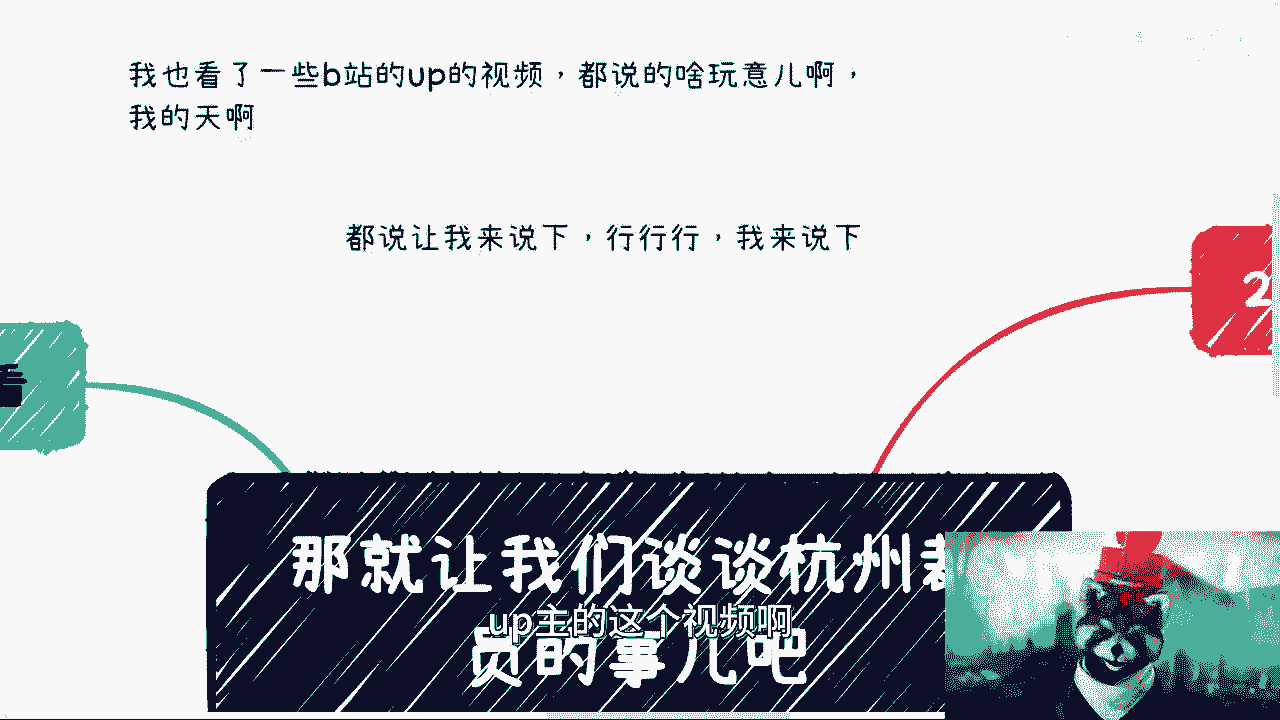 我也看了一些b站的up的视频，都说的啥玩意儿啊，
我的天啊
都说让我来说下，行行行，我来说下
2
看
那就让我们谈谈杭州裁
up主的这个视频啊
员的事儿吧